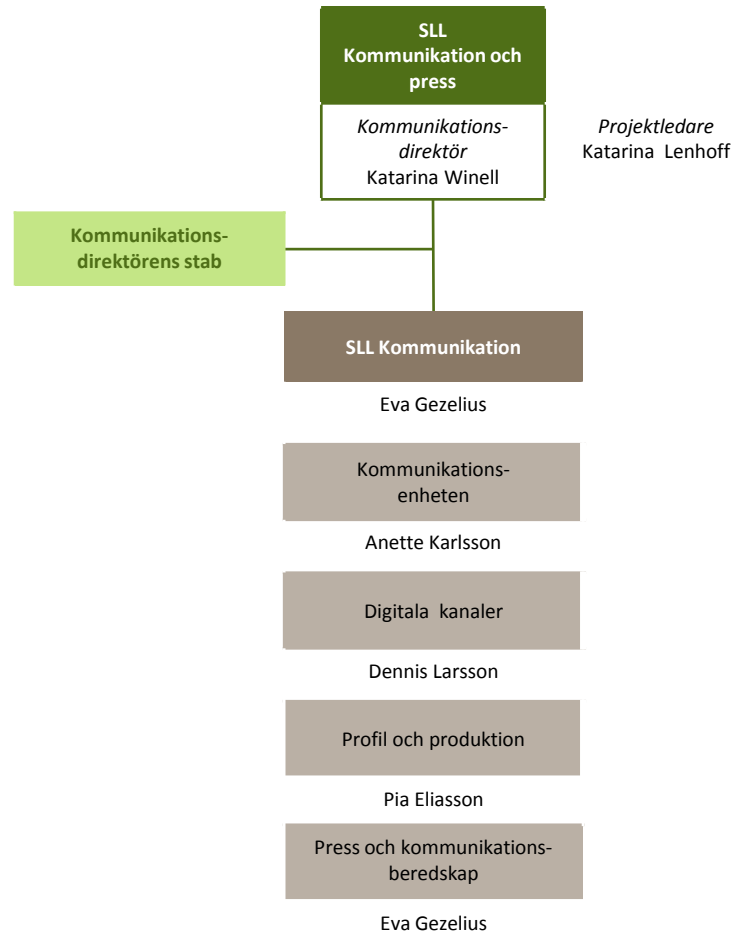 SLL
Kommunikation och
press
Kommunikations-
direktör
Katarina Winell
Projektledare
Katarina Lenhoff
Kommunikations-
direktörens stab
SLL Kommunikation
Eva Gezelius
Kommunikations-
enheten
Anette Karlsson
Digitala kanaler
Dennis Larsson
Profil och produktion
Pia Eliasson
Press och kommunikations-
beredskap
Eva Gezelius